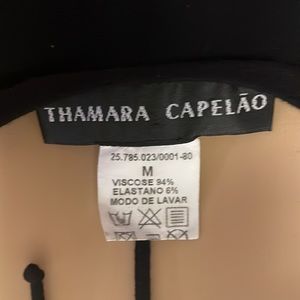 THAMARA CAPELÃO
25.785.023/0001-80
M
VISCOSE 94%
ELASTANO 6%
MODO DE LAVAR